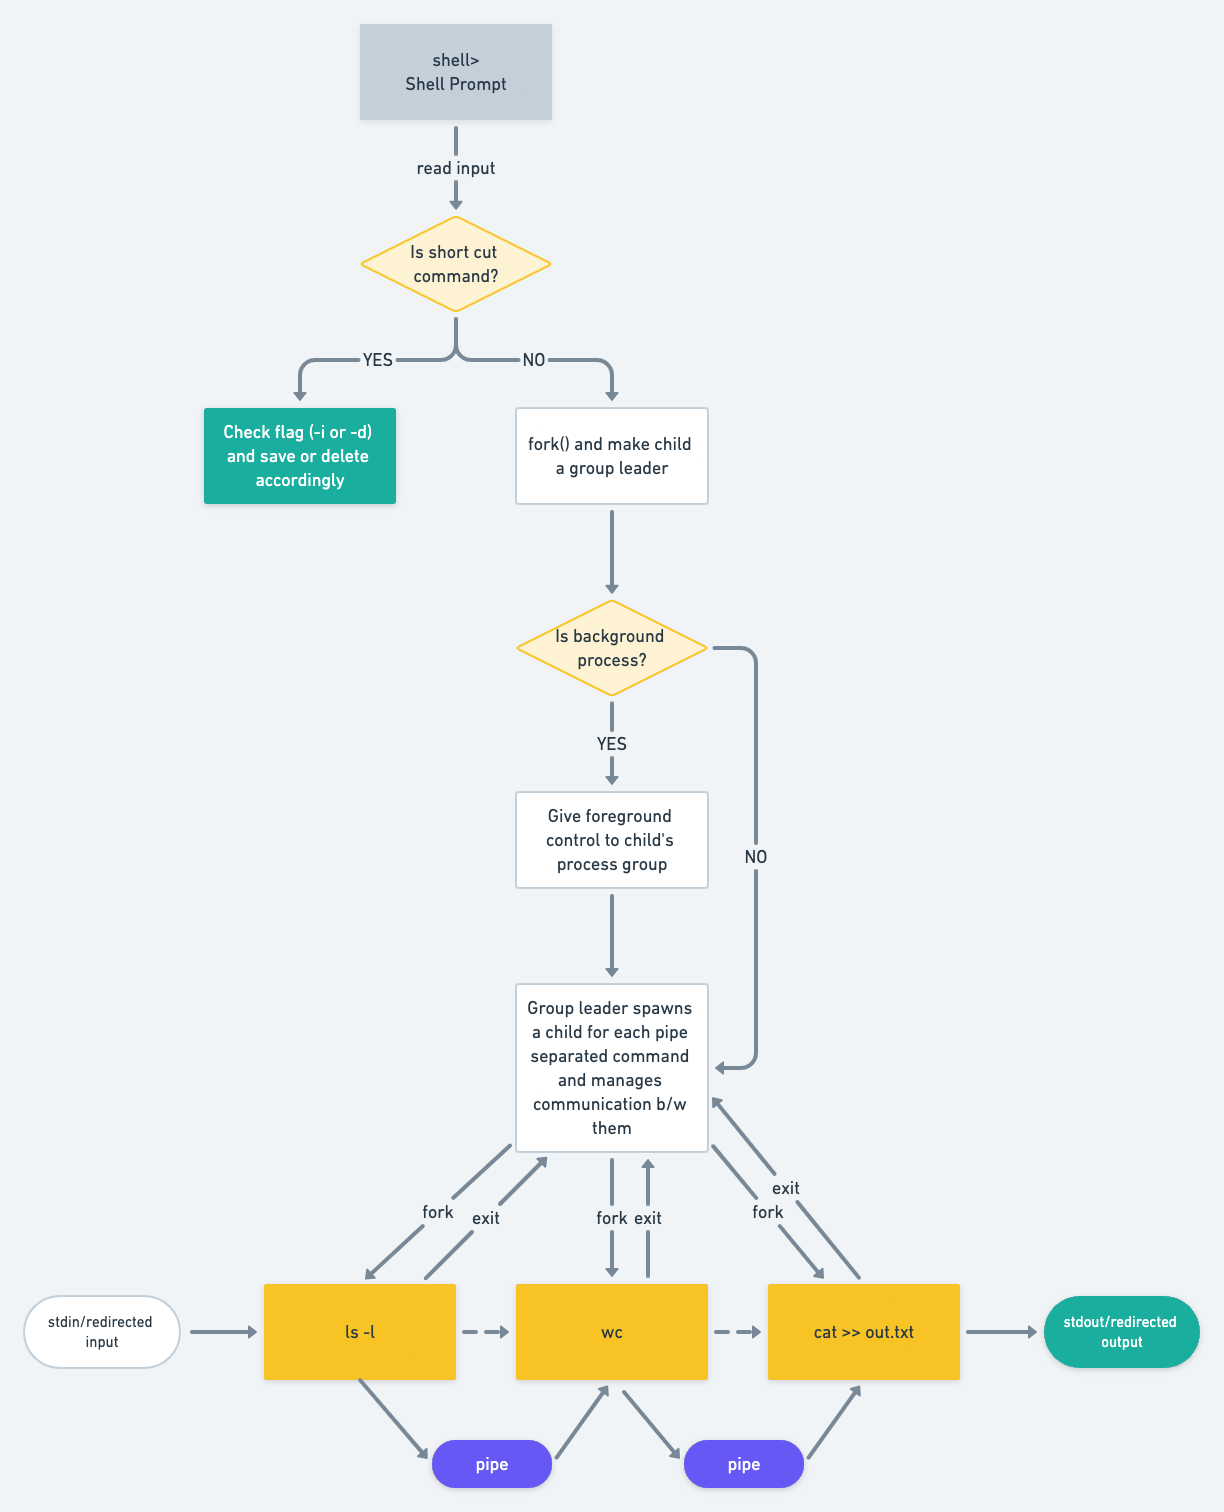 shell>
Shell Prompt
read input
Is short cut
command?
YES
NO
Check flag (-i or -d)
and save or delete
accordingly
fork() and make child
a group leader
Is background
process?
YES
Give foreground
control to child's
process group
NO
Group leader spawns
a child for each pipe
separated command
and manages
communication b/w
them
fork
exit
fork
exit
fork
exit
stdin/redirected
input
ls -l
wc
cat >> out.txt
stdout/redirected
output
pipe
pipe